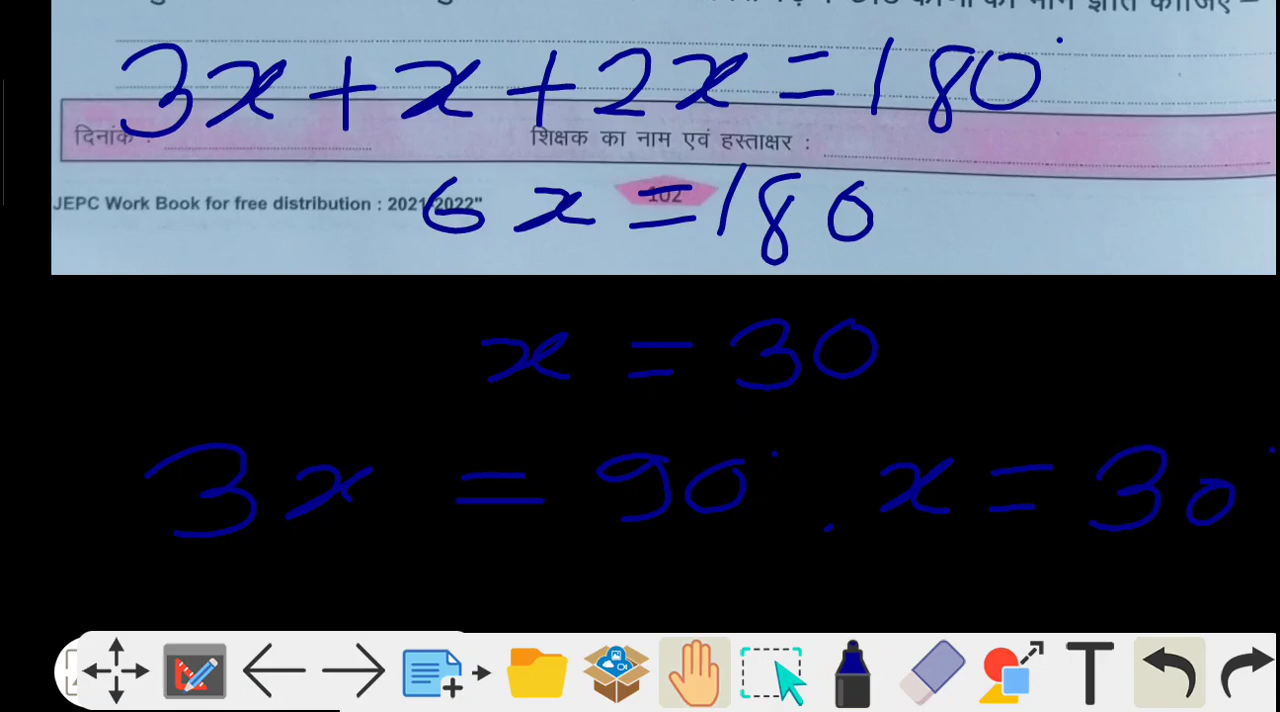 छोटे कोणों का मान ज्ञात कीजिए –
3x + x + 2x = 180°
दिनांक : शिक्षक का नाम एवं हस्ताक्षर :
6x = 180
JEPC Work Book for free distribution : 2021-2022" 102
x = 30
3x = 90°. x = 30°
T